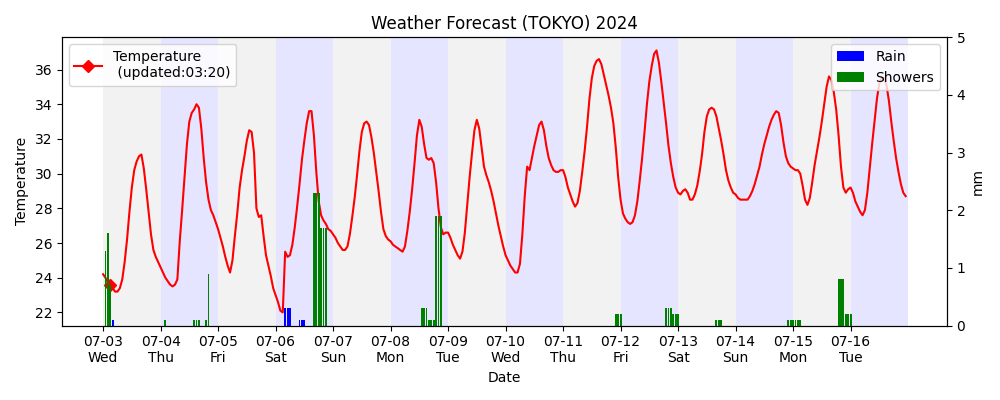 Weather Forecast (TOKYO) 2024
Temperature
(updated:03:20)
Rain
Showers
Temperature
36
34
32
30
28
26
24
22
5
4
3
2
1
0
mm
07-03 07-04 07-05 07-06 07-07 07-08 07-09 07-10 07-11 07-12 07-13 07-14 07-15 07-16
Wed Thu Fri Sat Sun Mon Tue Wed Thu Fri Sat Sun Mon Tue
Date